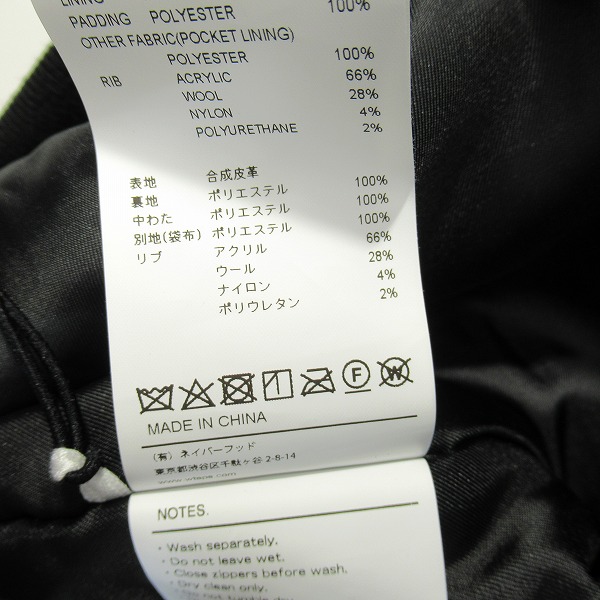 LINING
PADDING POLYESTER 100%
OTHER FABRIC(POCKET LINING)
POLYESTER 100%
RIB ACRYLIC 66%
WOOL 28%
NYLON 4%
POLYURETHANE 2%
表地 合成皮革
裏地 ポリエステル 100%
中わた ポリエステル 100%
別地(袋布) ポリエステル 100%
リブ アクリル 66%
ウール 28%
ナイロン 4%
ポリウレタン 2%
F W
MADE IN CHINA
(有) ネイバーフッド
東京都渋谷区千駄ヶ谷 2-8-14
NOTES.
・Wash separately.
・Do not leave wet.
・Close zippers before wash.
・Dry clean only.
・Do not tumble dry